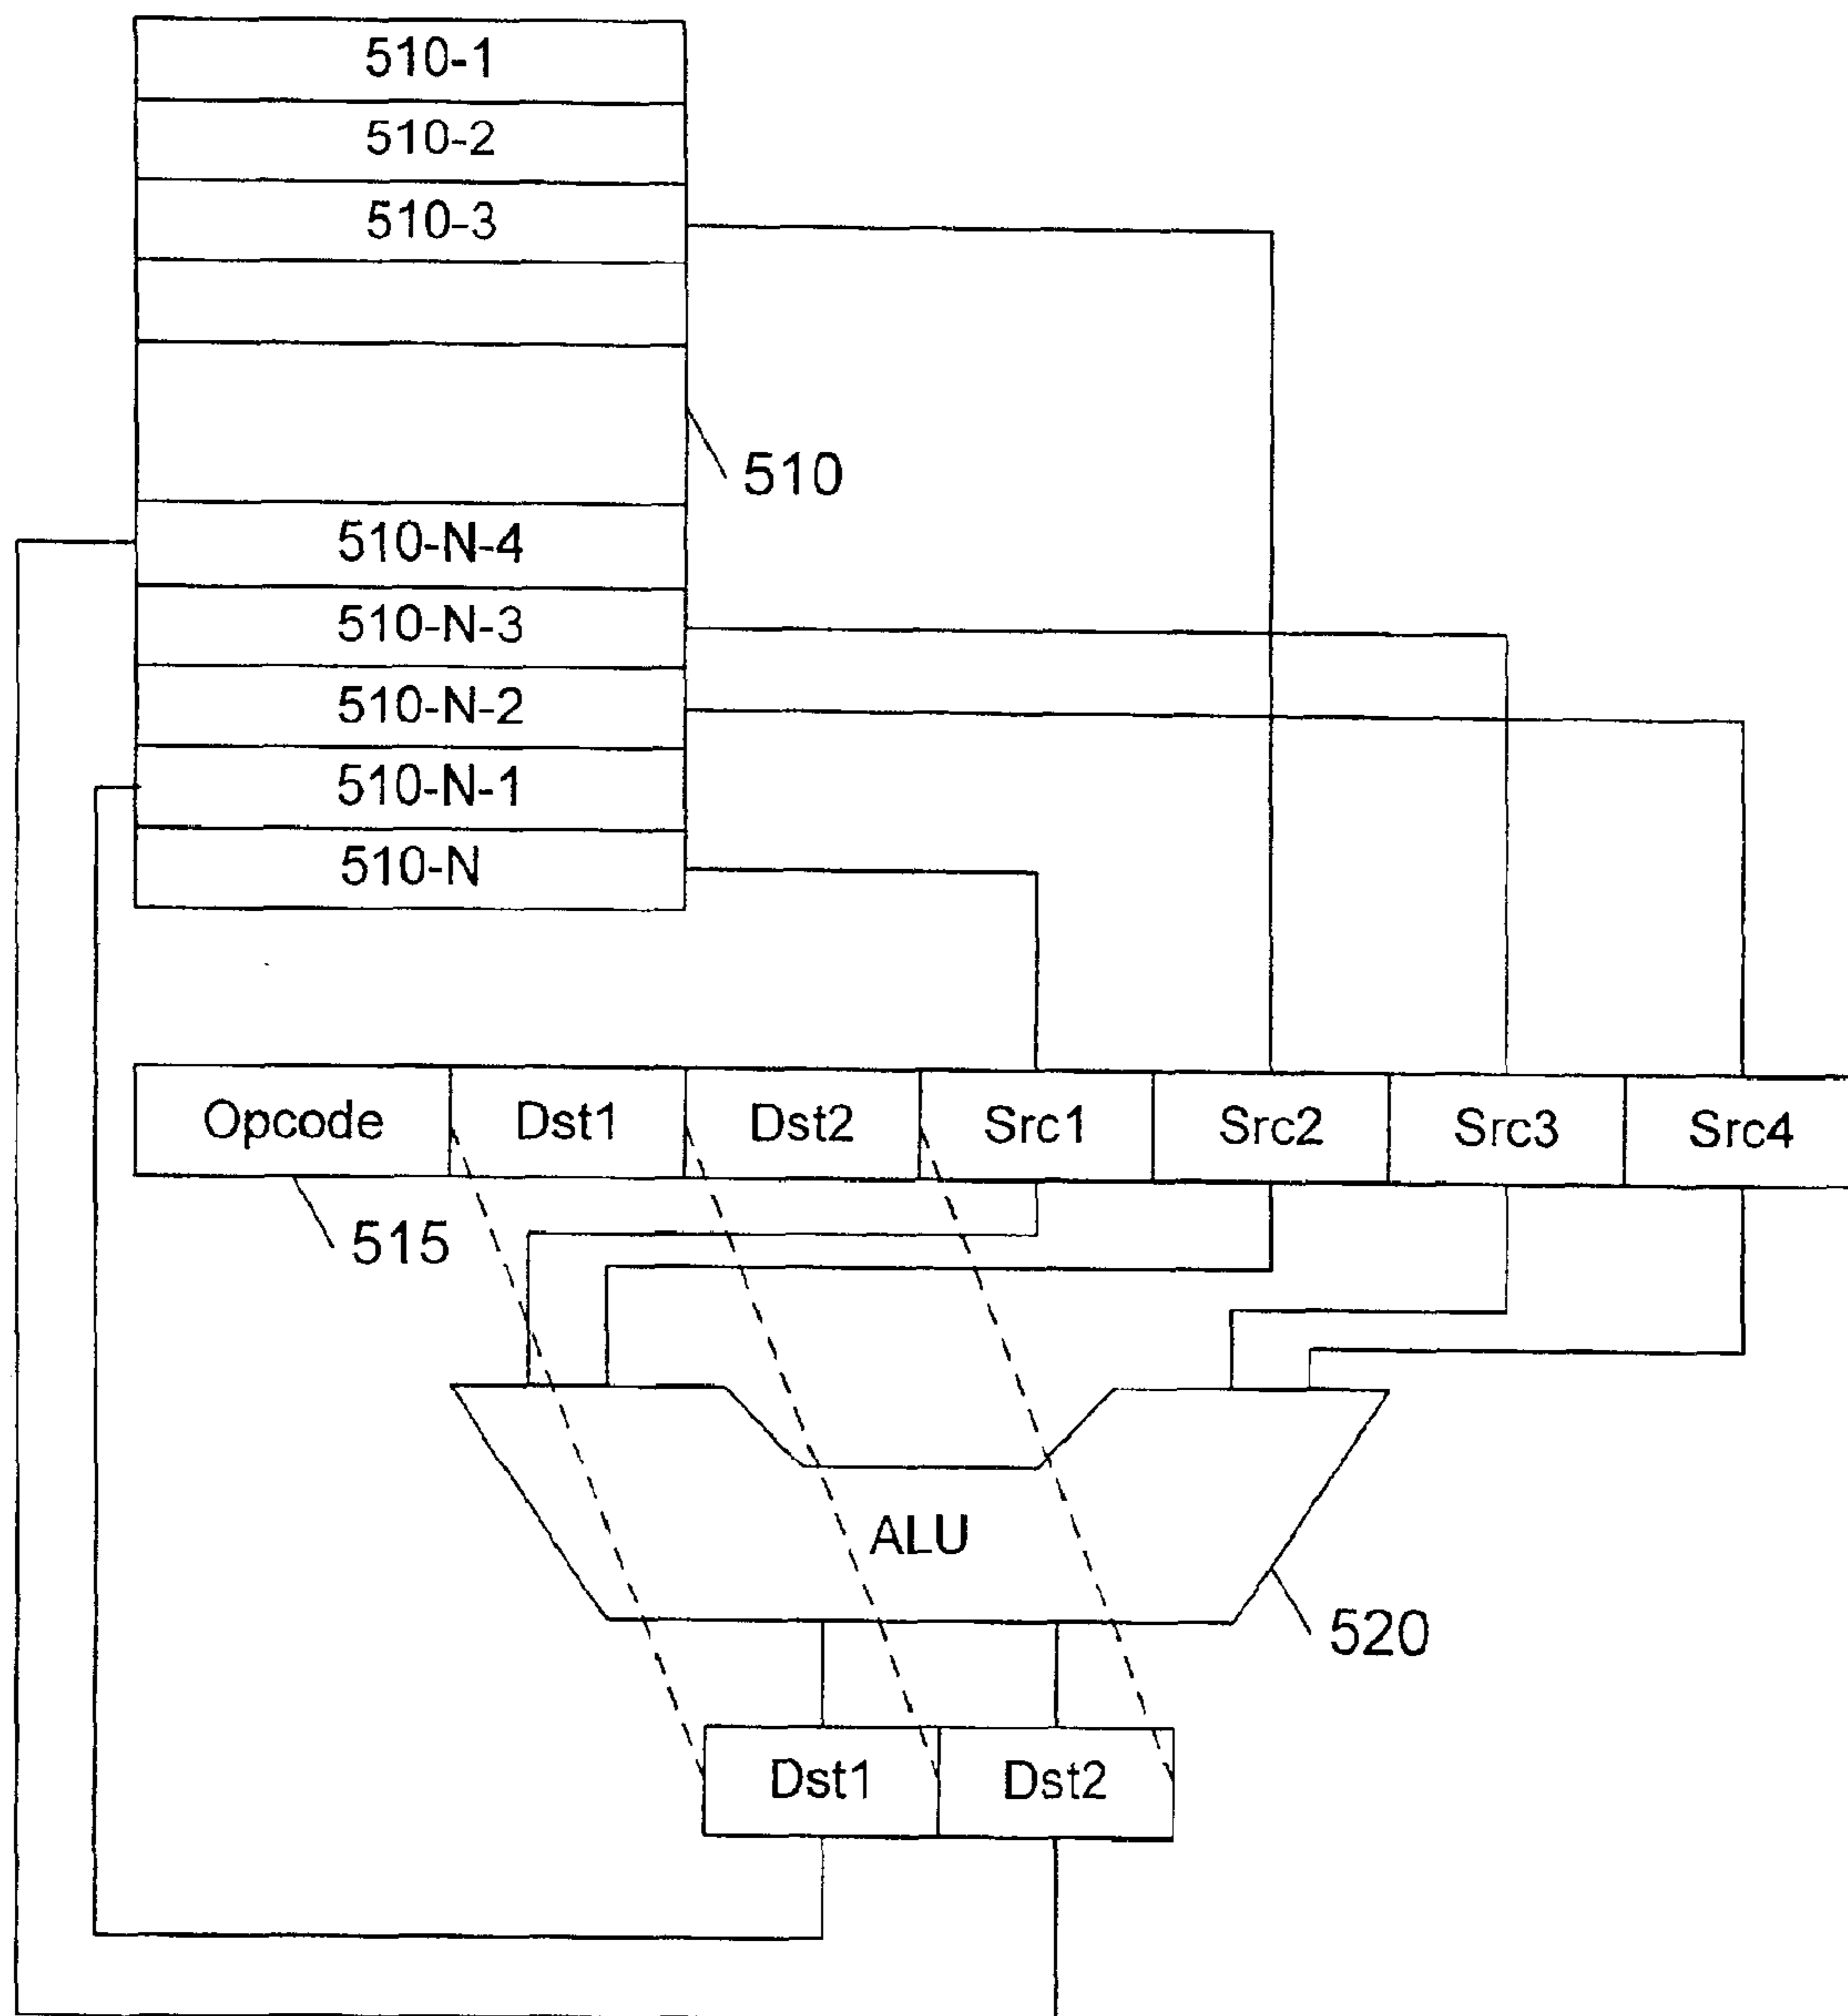 510-1
510-2
510-3
510
510-N-4
510-N-3
510-N-2
510-N-1
510-N
Opcode Dst1 Dst2 Src1 Src2 Src3 Src4
515
ALU
520
Dst1 Dst2